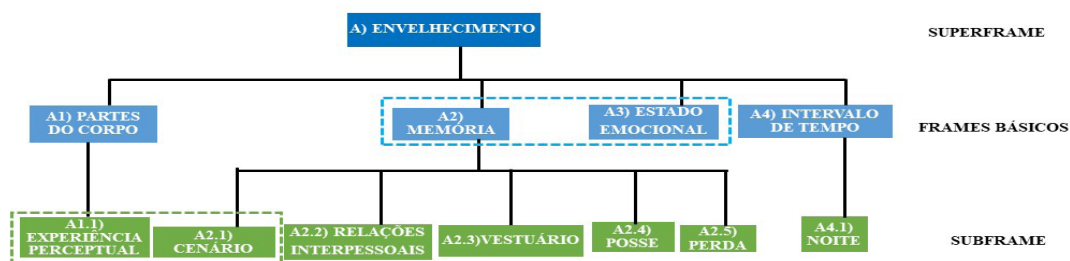 A) ENVELHECIMENTO
SUPERFRAME
A1) PARTES
DO CORPO
A2)
MEMÓRIA
A3) ESTADO
EMOCIONAL
A4) INTERVALO
DE TEMPO
FRAMES BÁSICOS
A1.1)
EXPERIÊNCIA
PERCEPTUAL
A2.1)
CENÁRIO
A2.2) RELAÇÕES
INTERPESSOAIS
A2.3)VESTUÁRIO
A2.4)
POSSE
A2.5)
PERDA
A4.1)
NOITE
SUBFRAME